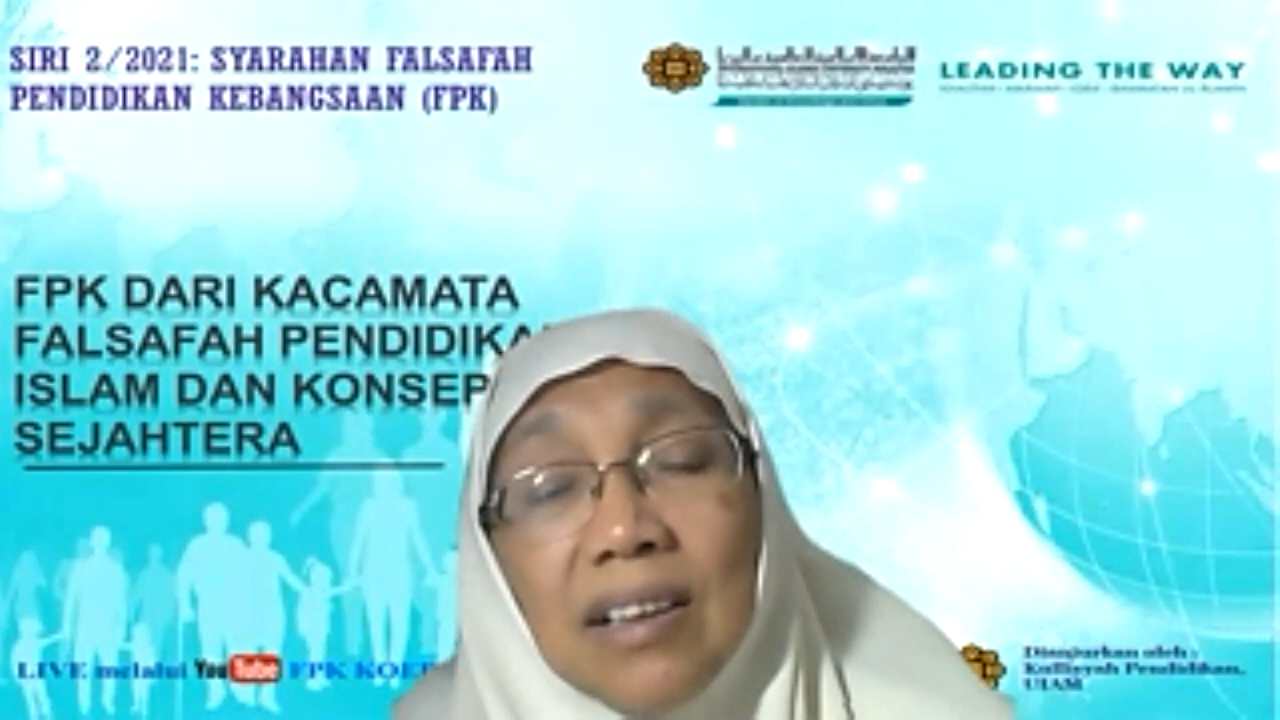 SIRI 2/2021: SYARAHAN FALSAFAH
PENDIDIKAN KEBANGSAAN (FPK)
LEADING THE WAY
FPK DARI KACAMATA
FALSAFAH PENDIDIKA
ISLAM DAN KONSEP
SEJAHTERA
LIVE melalui YouTube FPK KOE
Dianjurkan oleh :
Kulliyyah Pendidikan,
UIAM